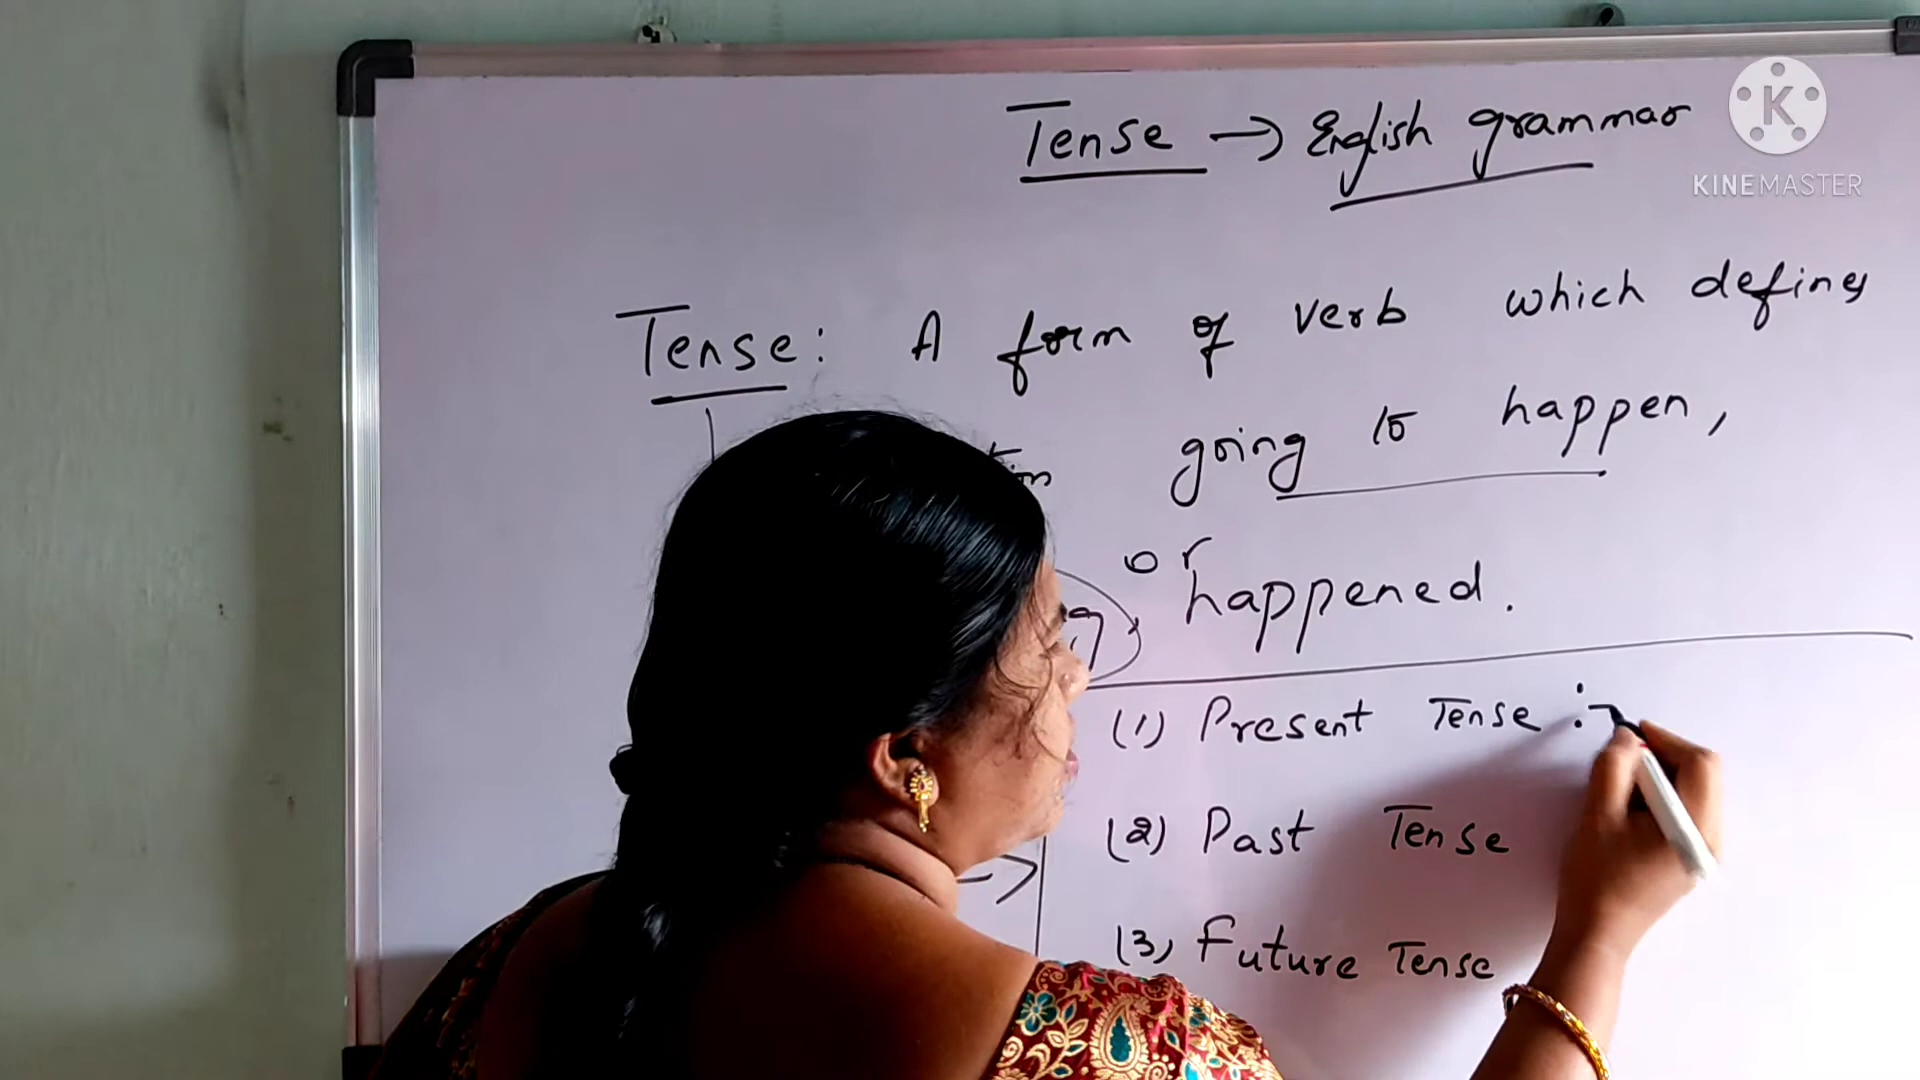 Tense → English grammar
K
KINEMASTER
Tense: A form of verb which defines
going to happen,
or
happened.
(1) Present Tense :-
(2) Past Tense
(3) Future Tense